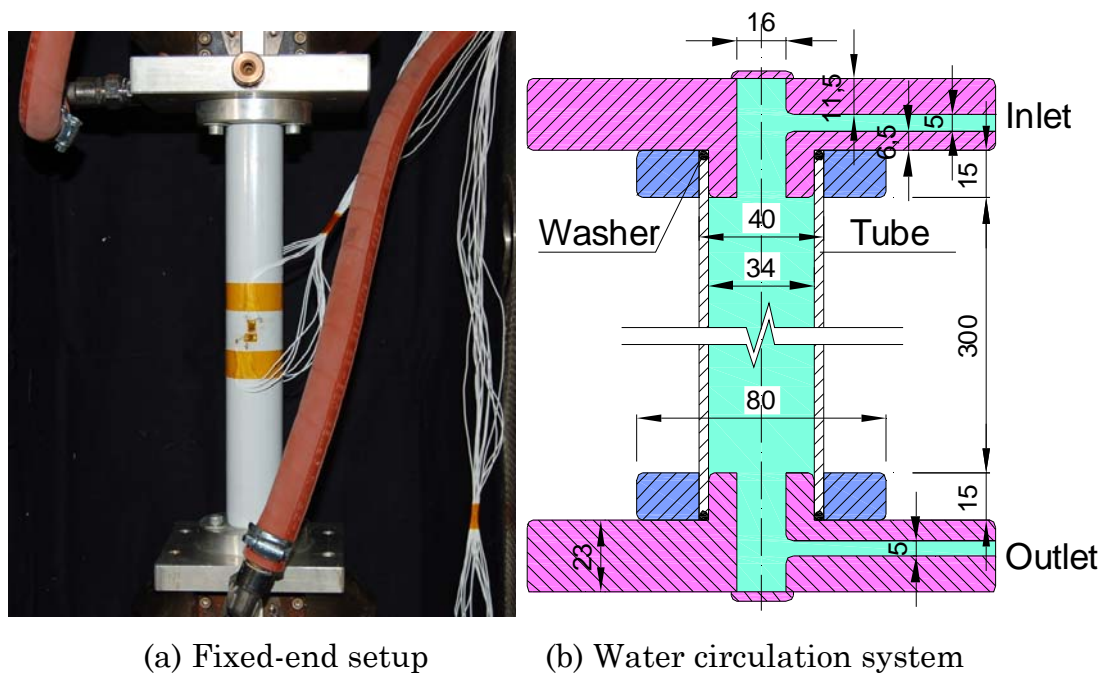 16
11,5
5
6,5
Inlet
15
Washer
40
Tube
34
300
80
15
23
5
Outlet
(a) Fixed-end setup (b) Water circulation system